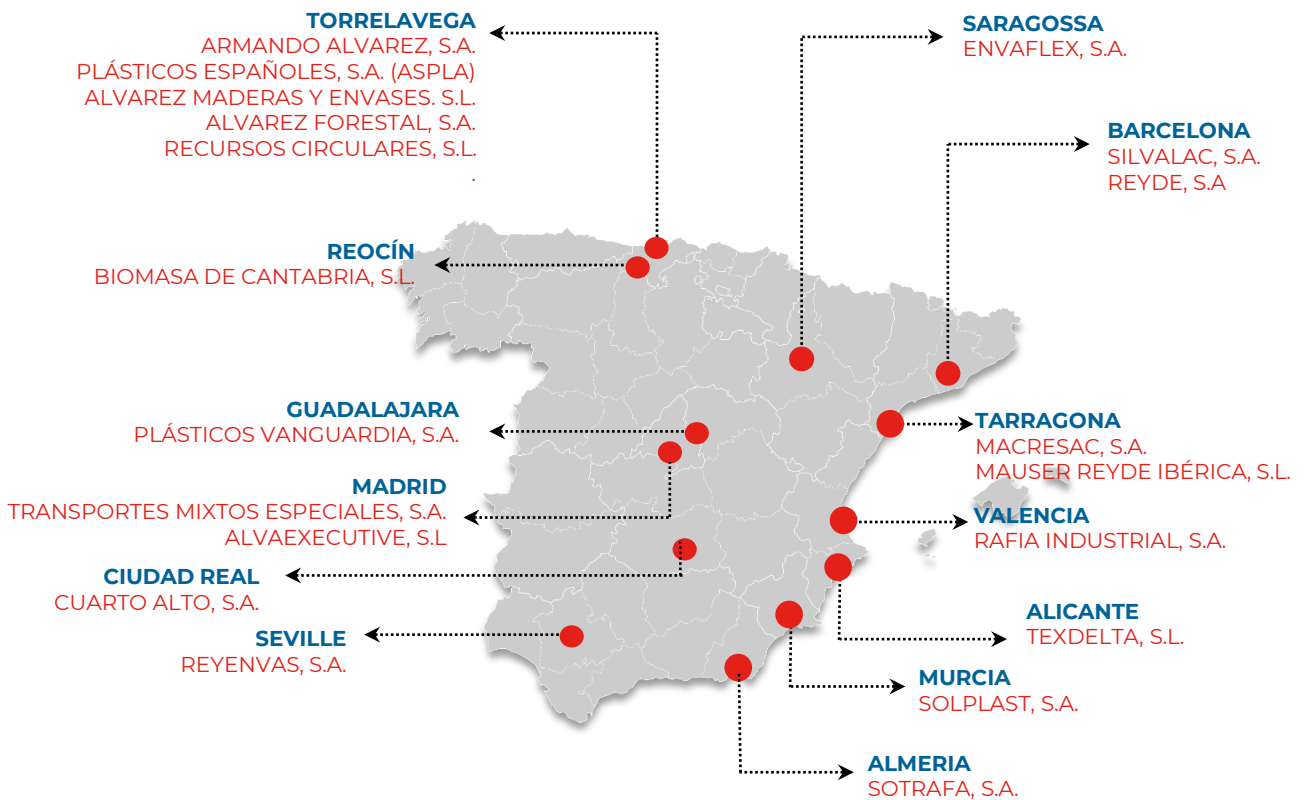 TORRELAVEGA
ARMANDO ALVAREZ, S.A.
PLÁSTICOS ESPAÑOLES, S.A. (ASPLA)
ALVAREZ MADERAS Y ENVASES. S.L.
ALVAREZ FORESTAL, S.A.
RECURSOS CIRCULARES, S.L.
.
SARAGOSSA
ENVAFLEX, S.A.
BARCELONA
SILVALAC, S.A.
REYDE, S.A
REOCÍN
BIOMASA DE CANTABRIA, S.L.
GUADALAJARA
PLÁSTICOS VANGUARDIA, S.A.
TARRAGONA
MACRESAC, S.A.
MAUSER REYDE IBÉRICA, S.L.
MADRID
TRANSPORTES MIXTOS ESPECIALES, S.A.
ALVAEXECUTIVE, S.L
VALENCIA
RAFIA INDUSTRIAL, S.A.
CIUDAD REAL
CUARTO ALTO, S.A.
ALICANTE
TEXDELTA, S.L.
SEVILLE
REYENVAS, S.A.
MURCIA
SOLPLAST, S.A.
ALMERIA
SOTRAFA, S.A.